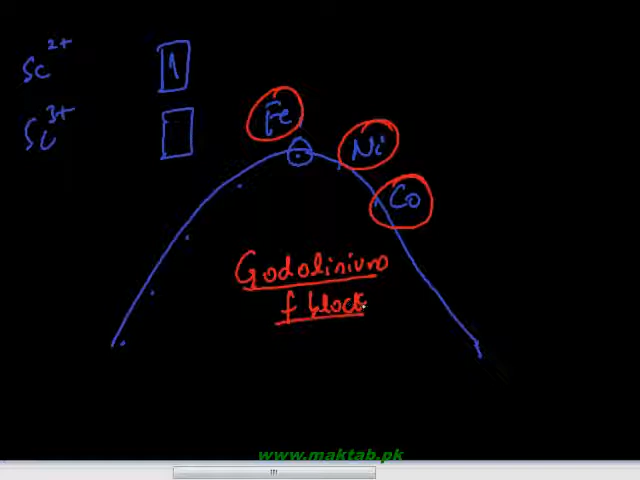 Sc2+ 1
Sc3+
Fe
Ni
Co
Godolinium
f block
www.maktab.pk